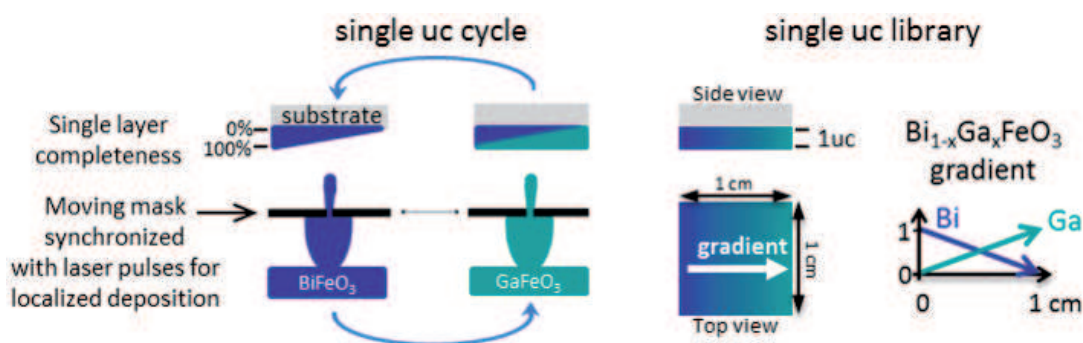 single uc cycle
single uc library
substrate
Single layer
completeness
0%
100%
Side view
1uc
Bi₁₋ₓGaₓFeO₃
gradient
Moving mask
synchronized
with laser pulses for
localized deposition
BiFeO₃
GaFeO₃
1 cm
gradient
1 cm
Top view
Bi
Ga
1
0
0
1 cm